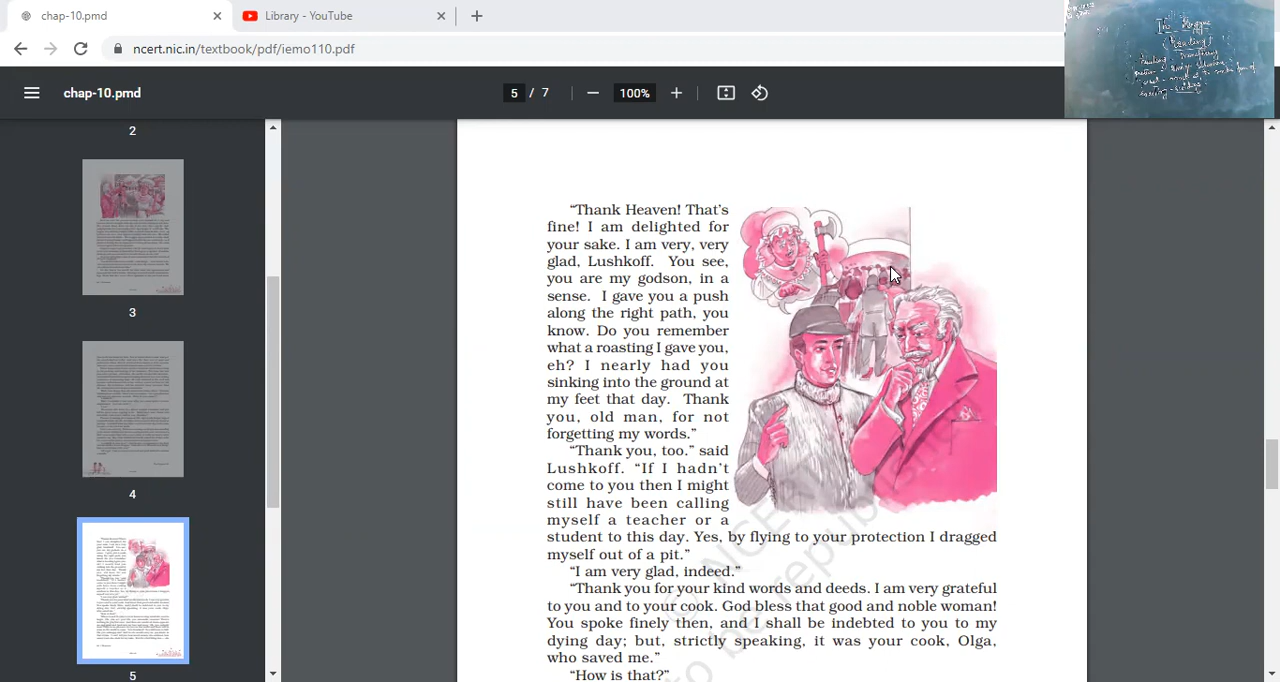 chap-10.pmd
Library - YouTube
ncert.nic.in/textbook/pdf/iemo110.pdf
chap-10.pmd
5 / 7
100%
2
3
4
5
"Thank Heaven! That's
fine! I am delighted for
your sake. I am very, very
glad, Lushkoff. You see,
you are my godson, in a
sense. I gave you a push
along the right path, you
know. Do you remember
what a roasting I gave you,
eh? I nearly had you
sinking into the ground at
my feet that day. Thank
you, old man, for not
forgetting my words."
"Thank you, too." said
Lushkoff. "If I hadn't
come to you then I might
still have been calling
myself a teacher or a
student to this day. Yes, by flying to your protection I dragged
myself out of a pit."
"I am very glad, indeed."
"Thank you for your kind words and deeds. I am very grateful
to you and to your cook. God bless that good and noble woman!
You spoke finely then, and I shall be indebted to you to my
dying day; but, strictly speaking, it was your cook, Olga,
who saved me."
"How is that?"